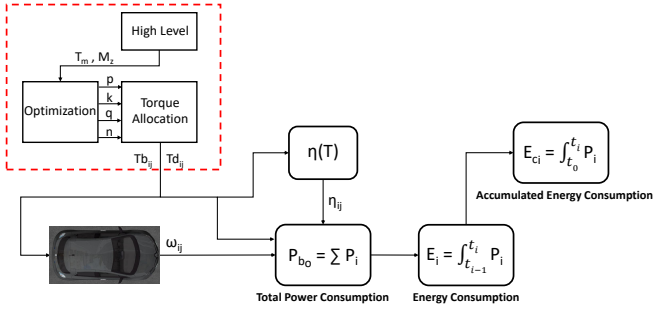 High Level
T_m , M_z
Optimization
p
k
q
n
Torque
Allocation
Tb_ij Td_ij
η(T)
η_ij
ω_ij
P_bo = ∑ P_i
Total Power Consumption
E_i = ∫_{t_{i-1}}^{t_i} P_i
Energy Consumption
E_ci = ∫_{t_0}^{t_i} P_i
Accumulated Energy Consumption